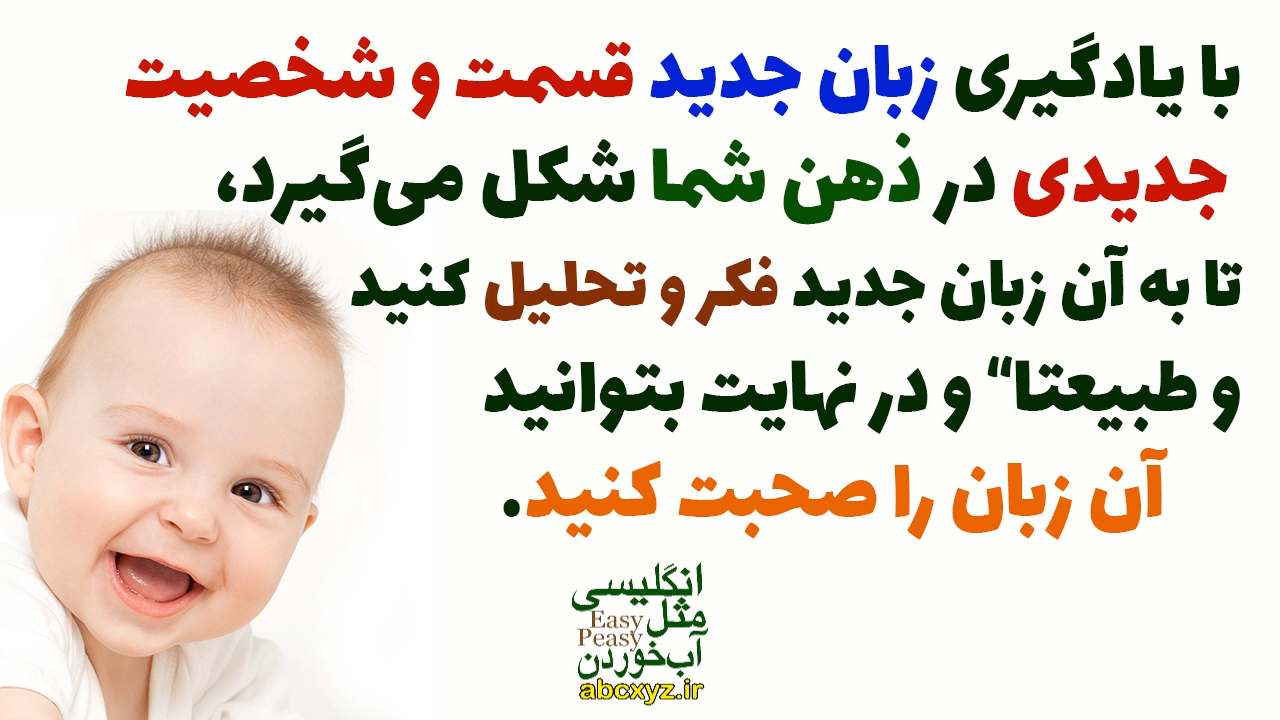 با یادگیری زبان جدید قسمت و شخصیت
جدیدی در ذهن شما شکل می‌گیرد،
تا به آن زبان جدید فکر و تحلیل کنید
و طبیعتا“ و در نهایت بتوانید
آن زبان را صحبت کنید.
انگلیسی
مثل
Easy
Peasy
آب‌خوردن
abcxyz.ir